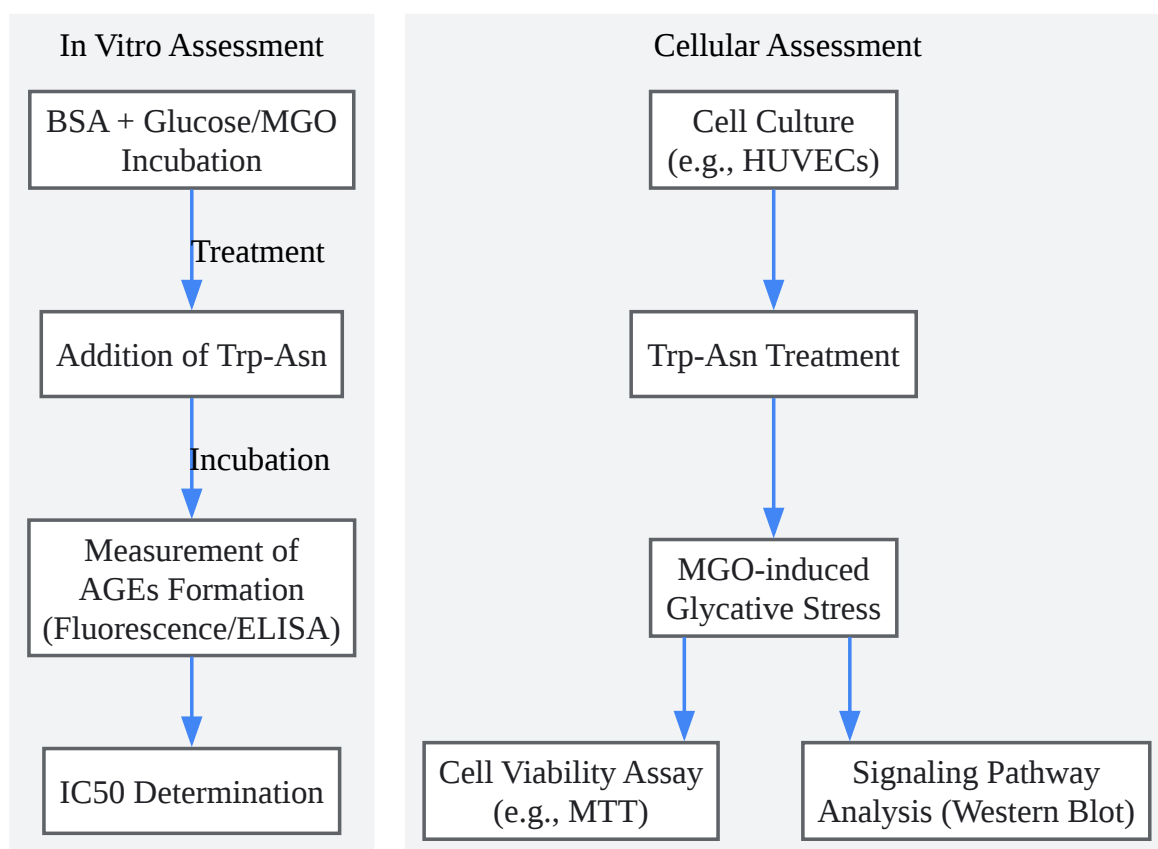 In Vitro Assessment
BSA + Glucose/MGO
Incubation
Treatment
Addition of Trp-Asn
Incubation
Measurement of
AGEs Formation
(Fluorescence/ELISA)
IC50 Determination
Cellular Assessment
Cell Culture
(e.g., HUVECs)
Trp-Asn Treatment
MGO-induced
Glycative Stress
Cell Viability Assay
(e.g., MTT)
Signaling Pathway
Analysis (Western Blot)